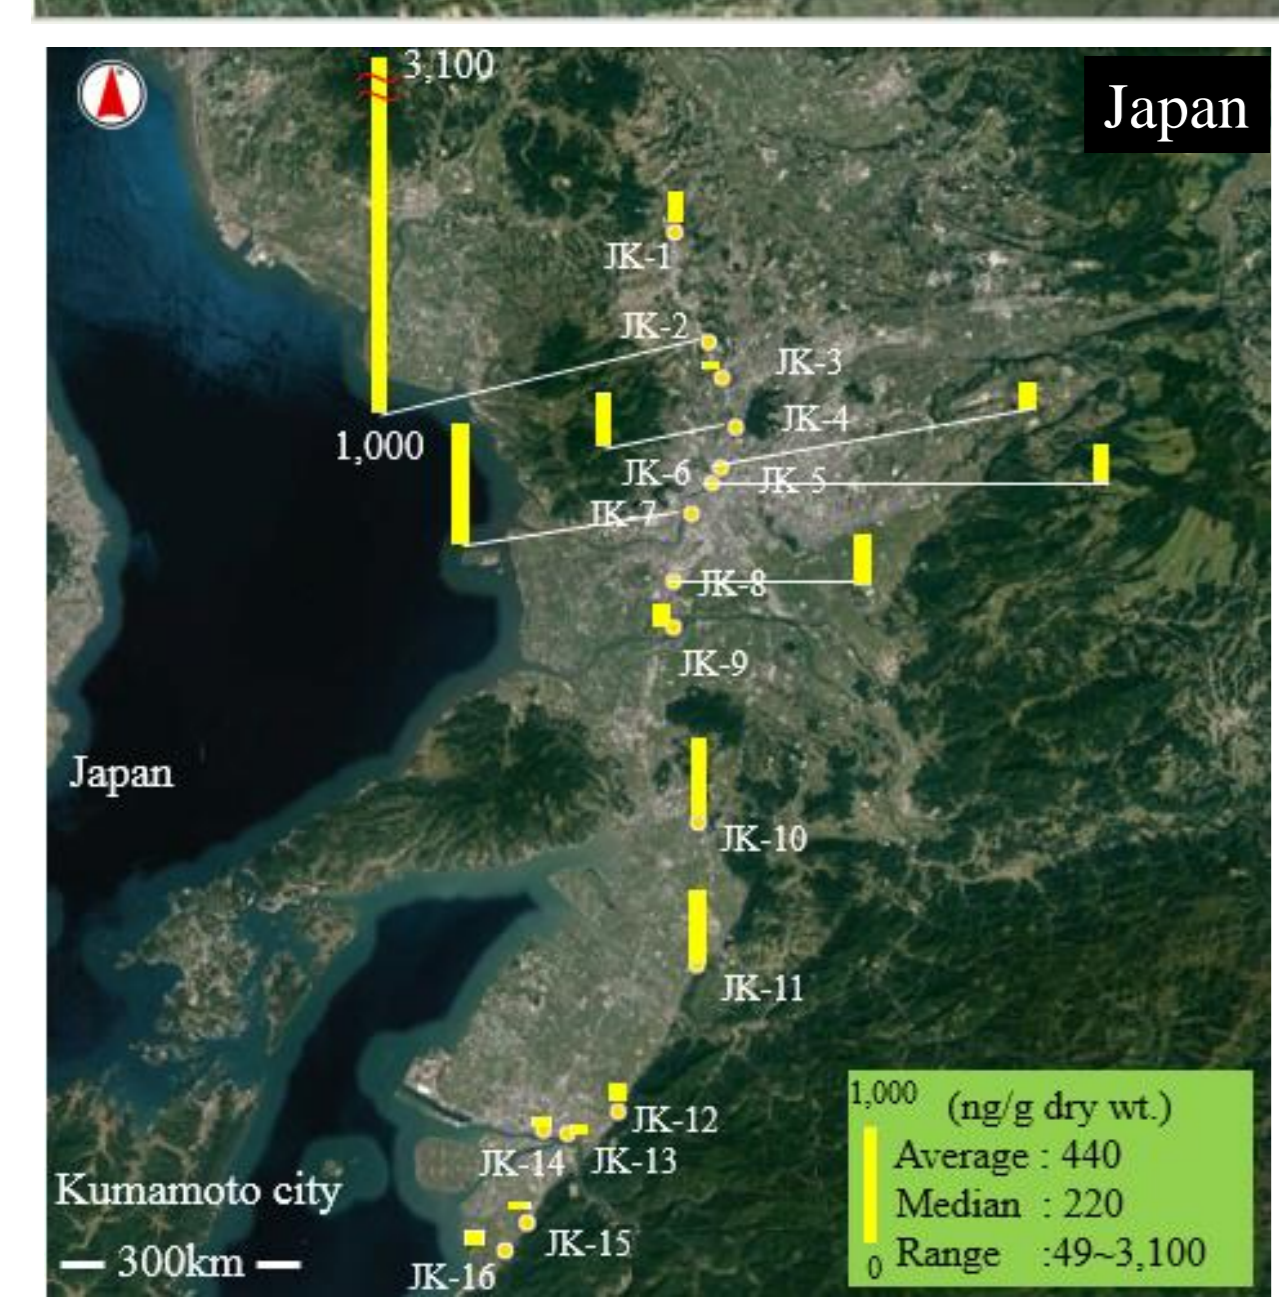 3,100
Japan
JK-1
JK-2
JK-3
JK-4
1,000
JK-6
JK-5
JK-7
JK-8
JK-9
Japan
JK-10
JK-11
JK-12
JK-14
JK-13
JK-15
JK-16
Kumamoto city
300km
1,000
(ng/g dry wt.)
Average : 440
Median : 220
Range :49~3,100
0